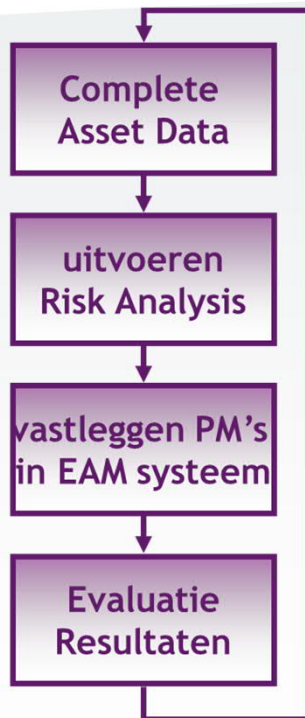 Complete
Asset Data
uitvoeren
Risk Analysis
vastleggen PM's
in EAM systeem
Evaluatie
Resultaten